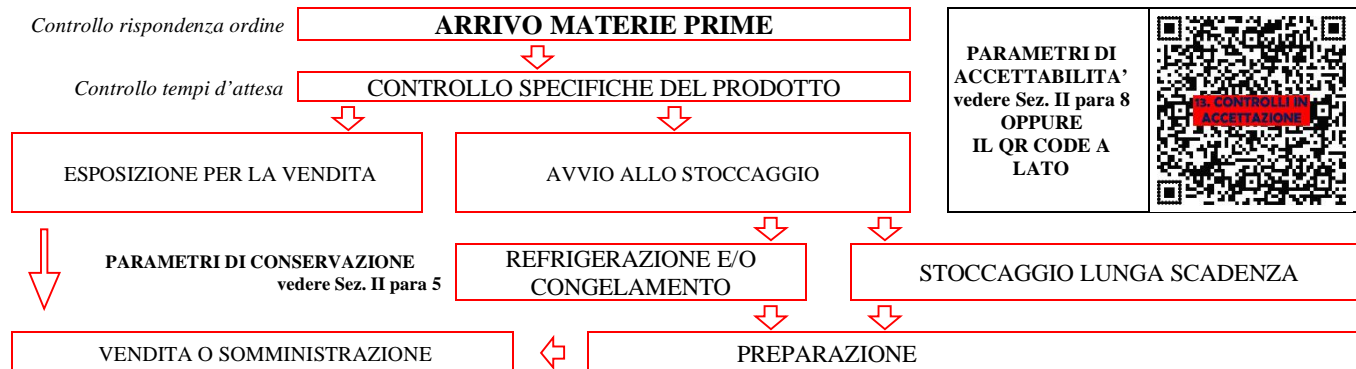 Controllo rispondenza ordine
ARRIVO MATERIE PRIME
Controllo tempi d'attesa
CONTROLLO SPECIFICHE DEL PRODOTTO
PARAMETRI DI
ACCETTABILITA’
vedere Sez. II para 8
OPPURE
IL QR CODE A
LATO
13. CONTROLLI IN
ACCETTAZIONE
ESPOSIZIONE PER LA VENDITA
AVVIO ALLO STOCCAGGIO
PARAMETRI DI CONSERVAZIONE
vedere Sez. II para 5
REFRIGERAZIONE E/O
CONGELAMENTO
STOCCAGGIO LUNGA SCADENZA
VENDITA O SOMMINISTRAZIONE
PREPARAZIONE